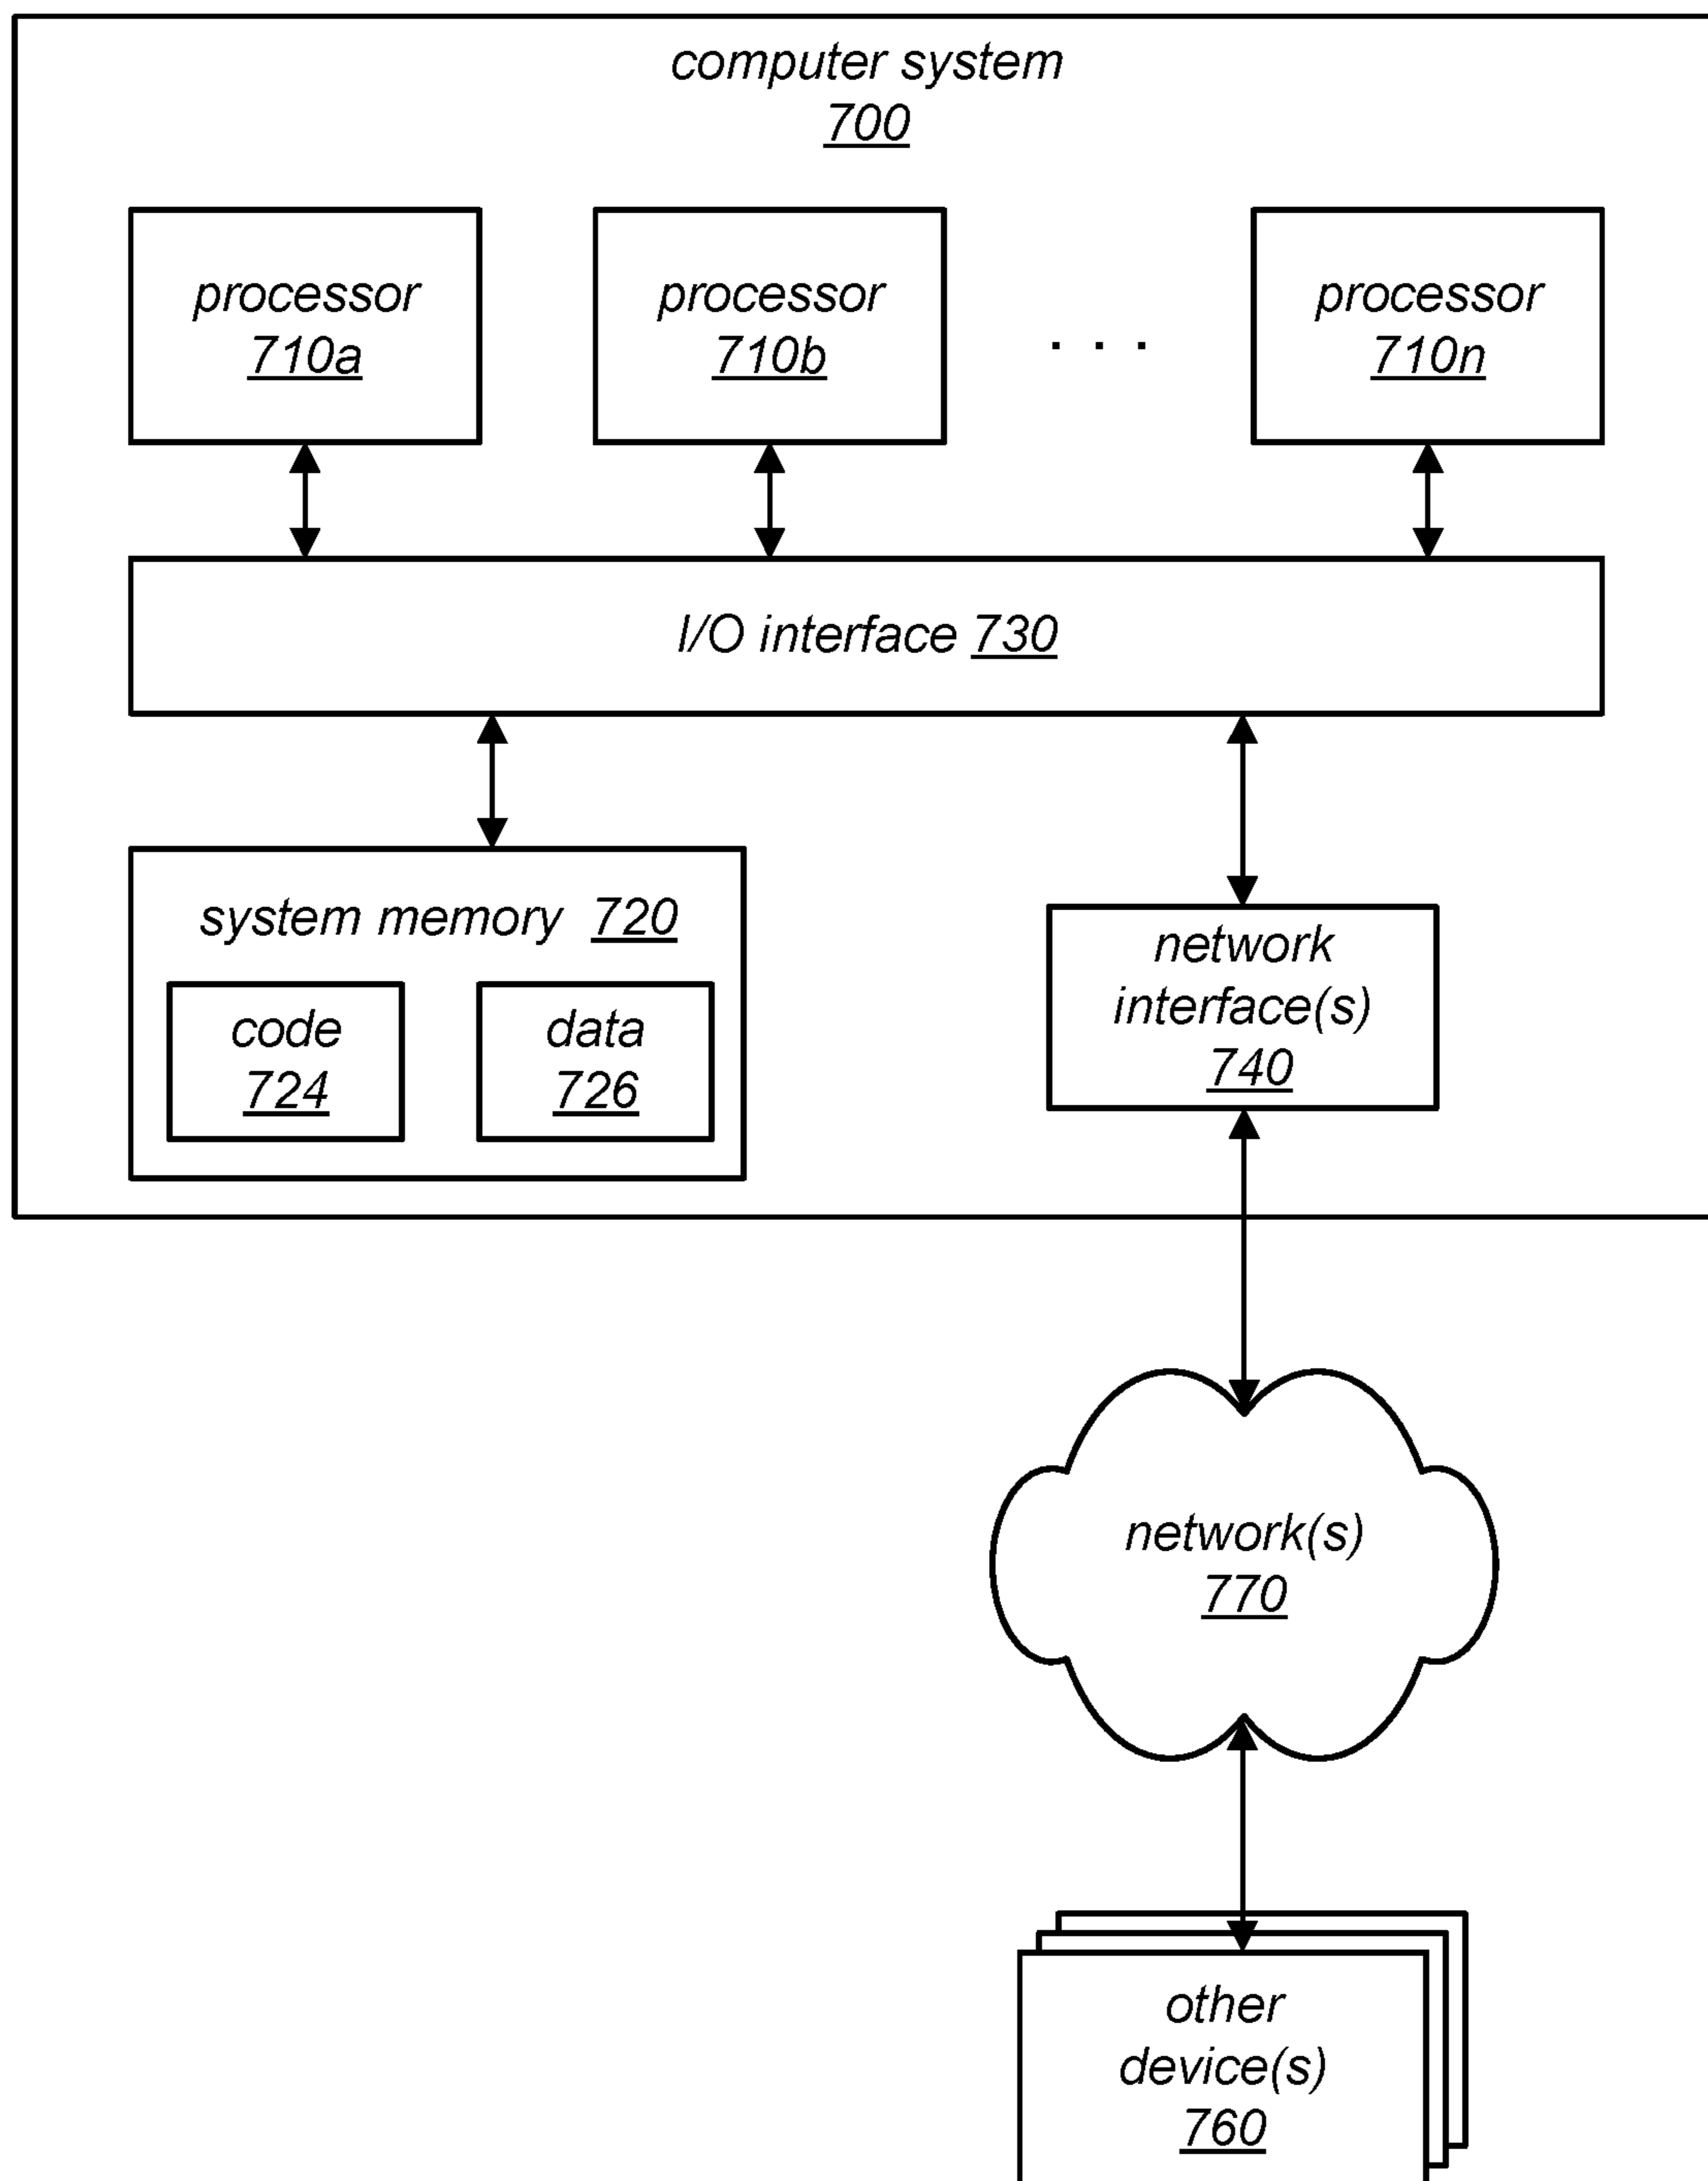 computer system
700
processor
710a
processor
710b
. . .
processor
710n
I/O interface 730
system memory 720
code
724
data
726
network
interface(s)
740
network(s)
770
other
device(s)
760